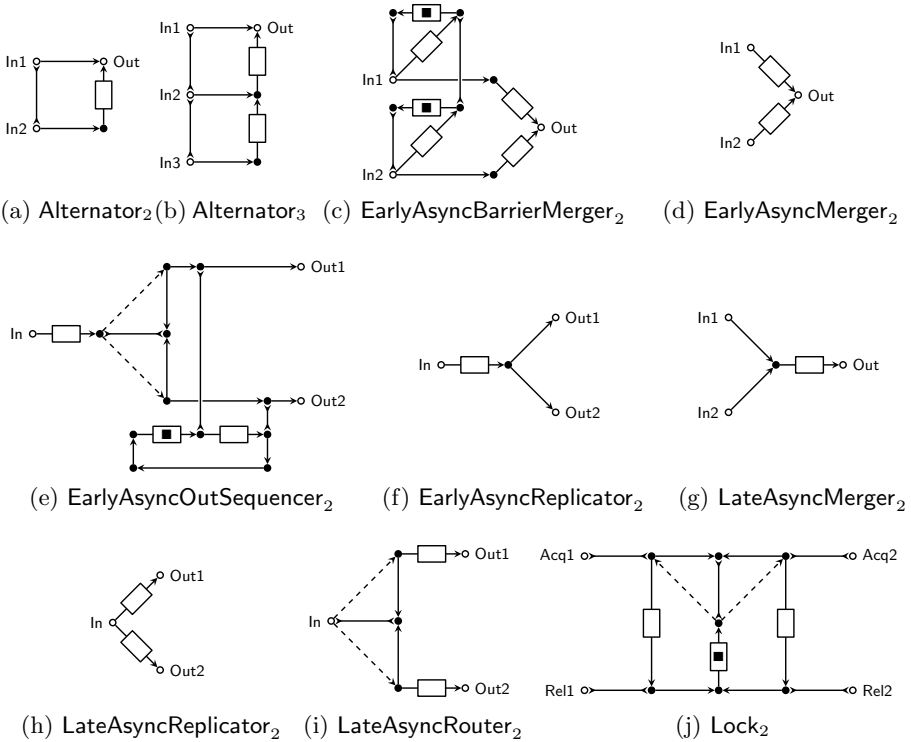 In1 Out
In2
In1 Out
In2
In3
In1
In2
Out
In1
In2
Out
(a) Alternator₂ (b) Alternator₃ (c) EarlyAsyncBarrierMerger₂ (d) EarlyAsyncMerger₂
In
Out1
Out2
In
Out1
Out2
In1
In2
Out
(e) EarlyAsyncOutSequencer₂ (f) EarlyAsyncReplicator₂ (g) LateAsyncMerger₂
In
Out1
Out2
In
Out1
Out2
Acq1 Acq2
Rel1 Rel2
(h) LateAsyncReplicator₂ (i) LateAsyncRouter₂ (j) Lock₂